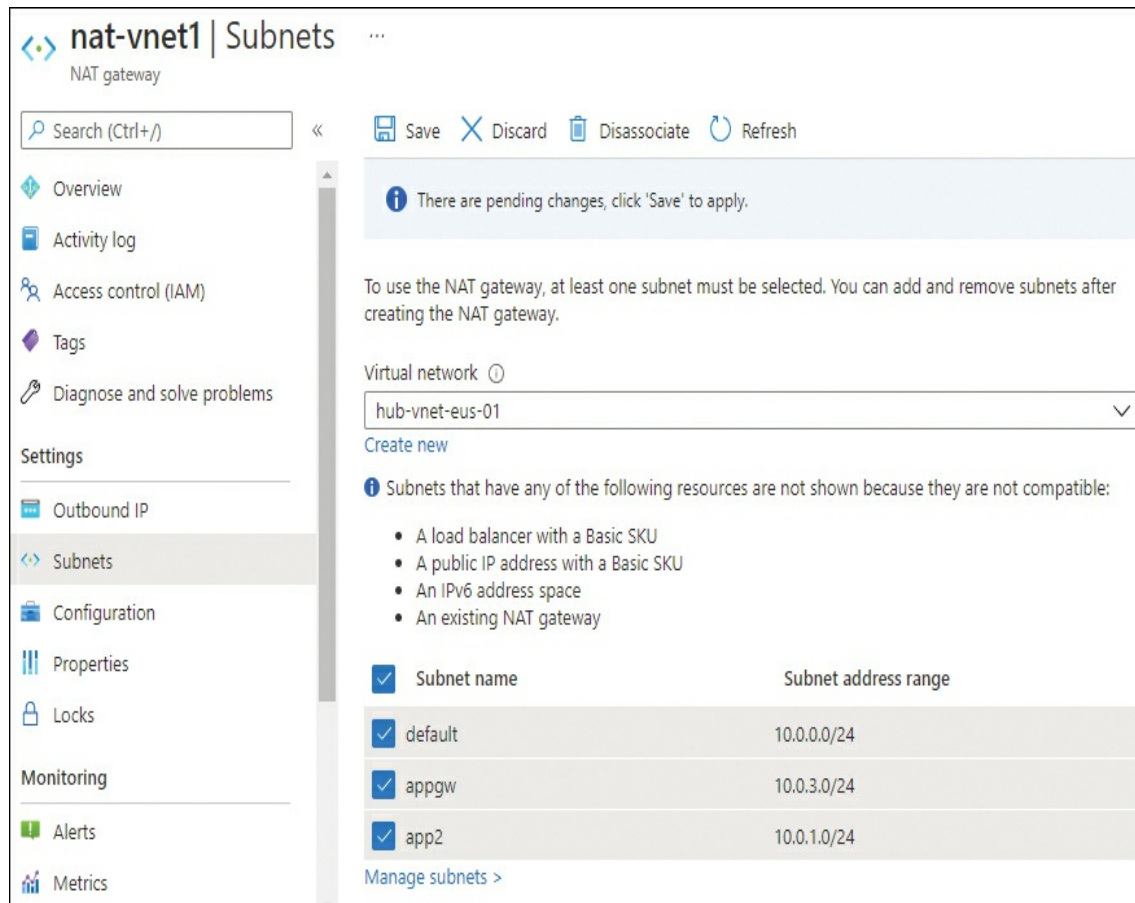 nat-vnet1 | Subnets ...
NAT gateway
Search (Ctrl+/)
«
Overview
Activity log
Access control (IAM)
Tags
Diagnose and solve problems
Settings
Outbound IP
Subnets
Configuration
Properties
Locks
Monitoring
Alerts
Metrics
Save Discard Disassociate Refresh
There are pending changes, click 'Save' to apply.
To use the NAT gateway, at least one subnet must be selected. You can add and remove subnets after
creating the NAT gateway.
Virtual network
hub-vnet-eus-01
Create new
Subnets that have any of the following resources are not shown because they are not compatible:
• A load balancer with a Basic SKU
• A public IP address with a Basic SKU
• An IPv6 address space
• An existing NAT gateway
Subnet name Subnet address range
default 10.0.0.0/24
appgw 10.0.3.0/24
app2 10.0.1.0/24
Manage subnets >